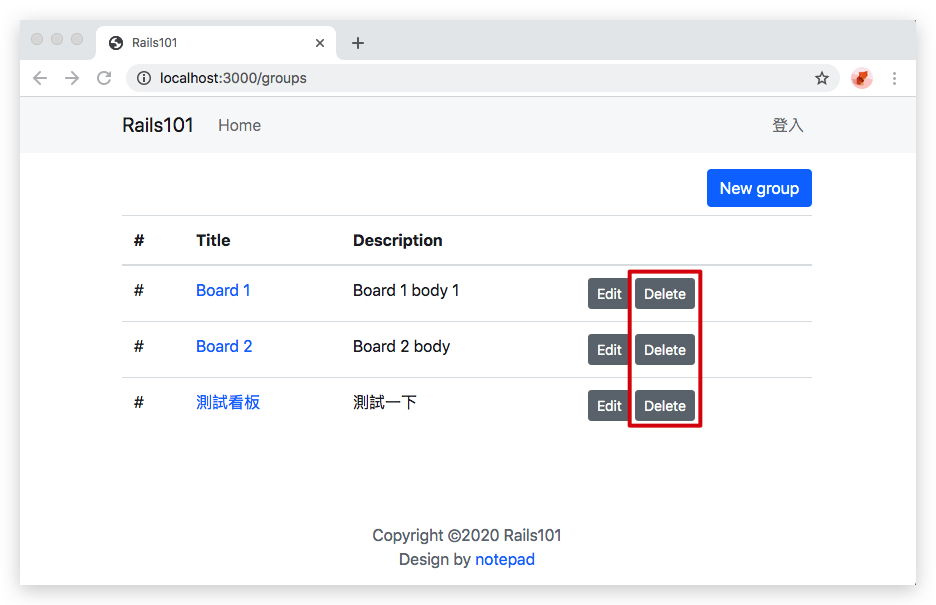 Rails101
localhost:3000/groups
Rails101 Home 登入
New group
# Title Description
# Board 1 Board 1 body 1 Edit Delete
# Board 2 Board 2 body Edit Delete
# 測試看板 測試一下 Edit Delete
Copyright ©2020 Rails101
Design by notepad